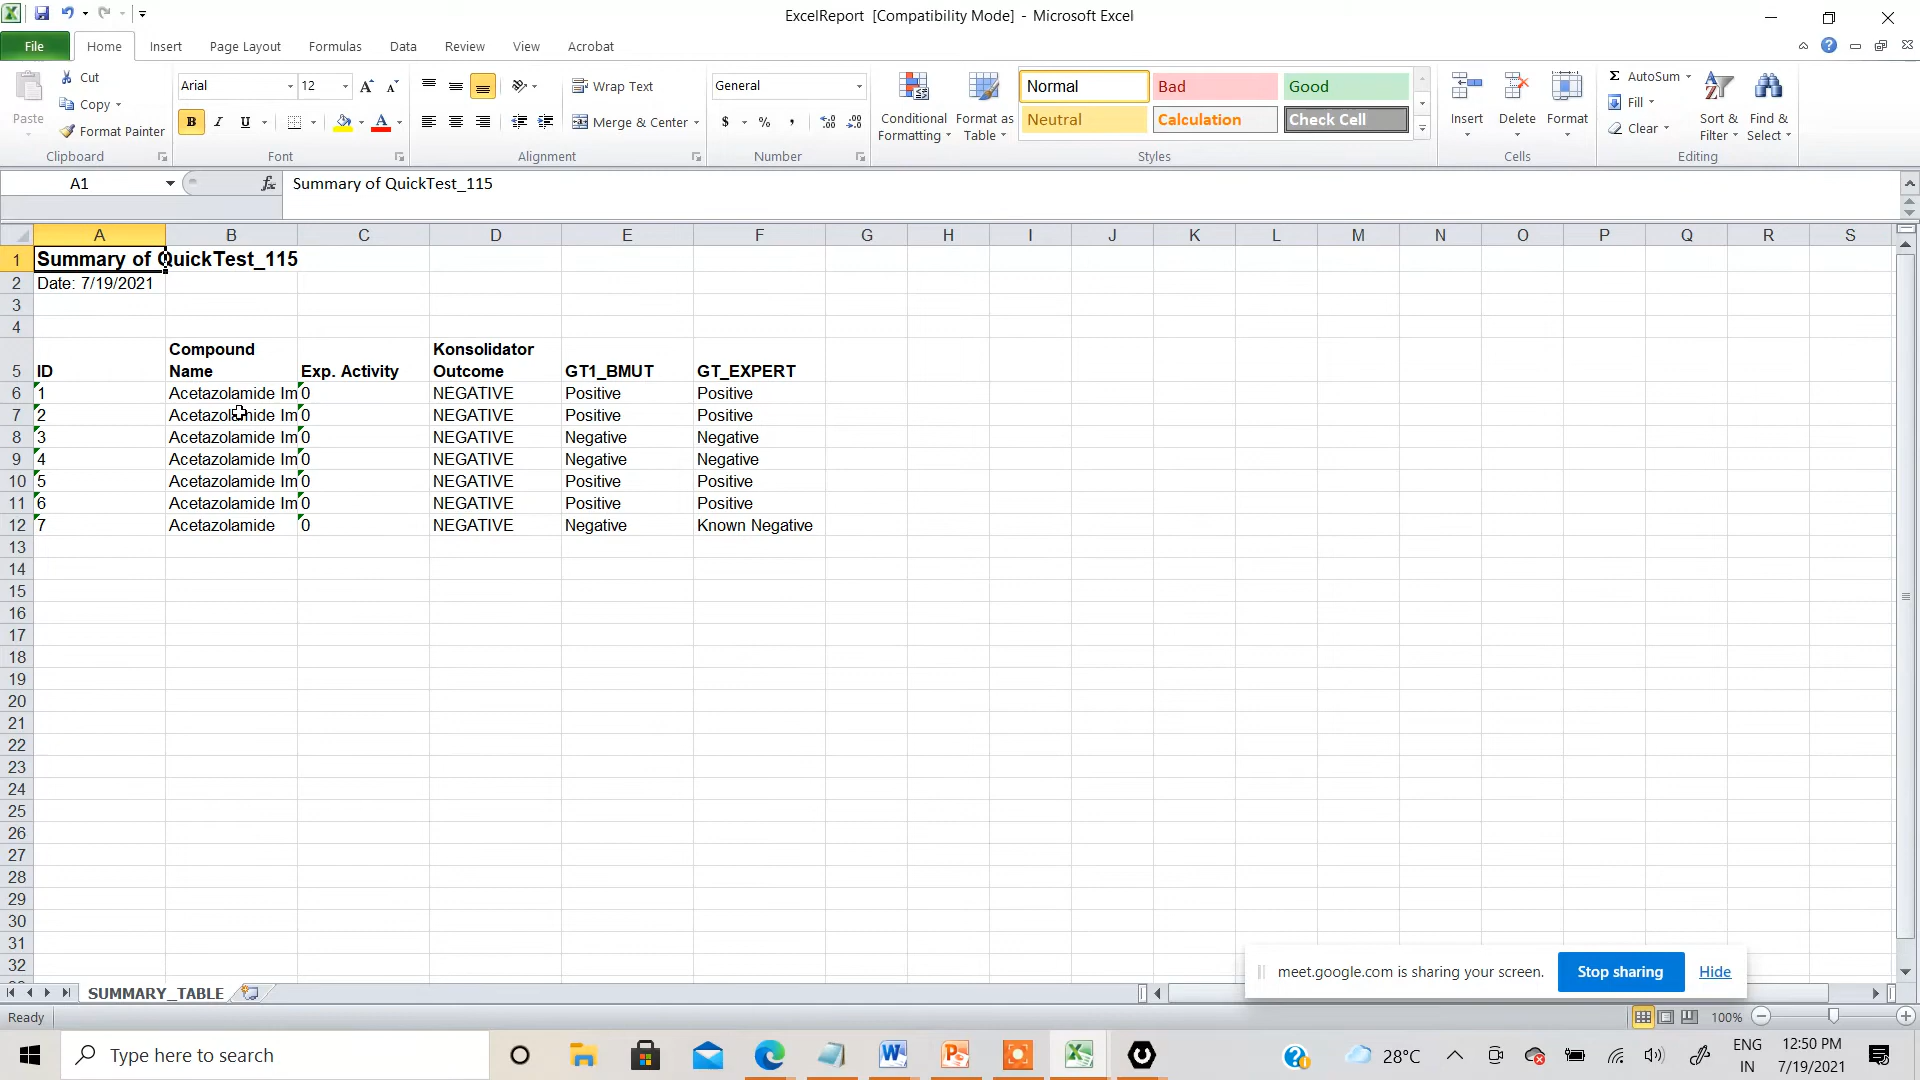 ExcelReport [Compatibility Mode] - Microsoft Excel
File Home Insert Page Layout Formulas Data Review View Acrobat
Paste Cut Copy Format Painter Clipboard
Arial 12 B I U Font
Wrap Text Merge & Center Alignment
General $ % , Number
Conditional Formatting Format as Table
Normal Bad Good
Neutral Calculation Check Cell
Styles
Insert Delete Format Cells
Σ AutoSum Fill Clear Sort & Filter Find & Select Editing
A1 fx Summary of QuickTest_115
A B C D E F G H I J K L M N O P Q R S
1 Summary of QuickTest_115
2 Date: 7/19/2021
3
4
5 ID Compound Name Exp. Activity Konsolidator Outcome GT1_BMUT GT_EXPERT
6 1 Acetazolamide Im 0 NEGATIVE Positive Positive
7 2 Acetazolamide Im 0 NEGATIVE Positive Positive
8 3 Acetazolamide Im 0 NEGATIVE Negative Negative
9 4 Acetazolamide Im 0 NEGATIVE Negative Negative
10 5 Acetazolamide Im 0 NEGATIVE Positive Positive
11 6 Acetazolamide Im 0 NEGATIVE Positive Positive
12 7 Acetazolamide 0 NEGATIVE Negative Known Negative
13
14
15
16
17
18
19
20
21
22
23
24
25
26
27
28
29
30
31
32
meet.google.com is sharing your screen. Stop sharing Hide
SUMMARY_TABLE
Ready 100%
Type here to search 28°C ENG IN 12:50 PM 7/19/2021